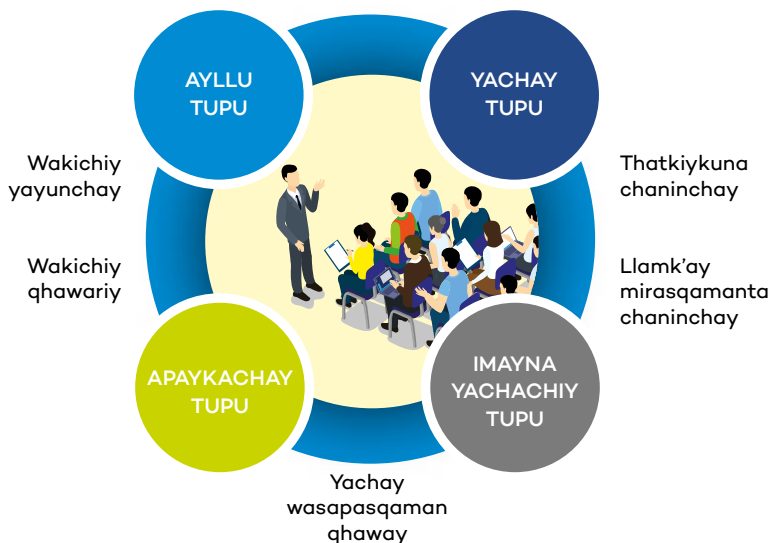 AYLLU
TUPU
YACHAY
TUPU
Wakichiy
yayunchay
Thatkiykuna
chaninchay
Wakichiy
qhawariy
Llamk'ay
mirasqamanta
chaninchay
APAYKACHAY
TUPU
IMAYNA
YACHACHIY
TUPU
Yachay
wasapasqaman
qhaway